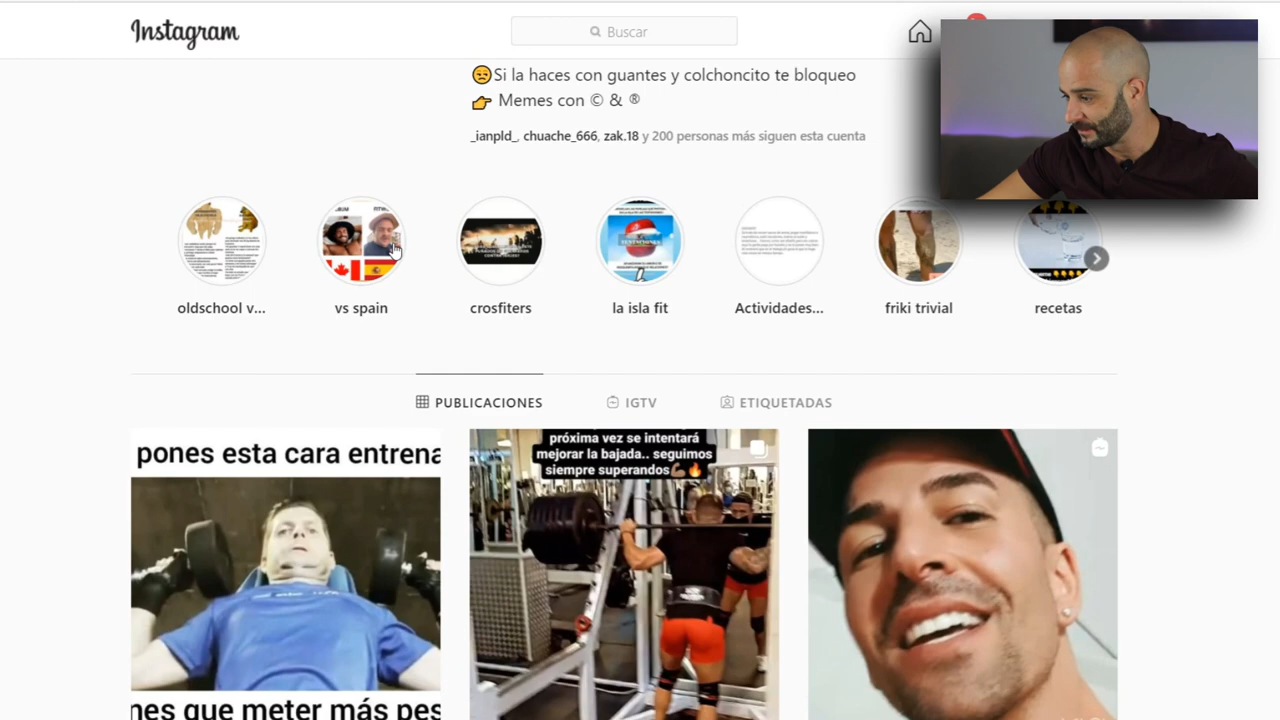 Instagram
Buscar
😒Si la haces con guantes y colchoncito te bloqueo
👉 Memes con © & ®
_ianpld_, chuache_666, zak.18 y 200 personas más siguen esta cuenta
oldschool v...
vs spain
crosfiters
la isla fit
Actividades...
friki trivial
recetas
PUBLICACIONES
IGTV
ETIQUETADAS
pones esta cara entrena
próxima vez se intentará
mejorar la bajada.. seguimos
siempre superandos💪🏽🔥
nes que meter más pes